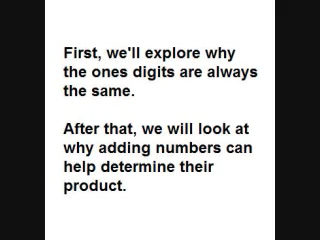 First, we'll explore why
the ones digits are always
the same.
After that, we will look at
why adding numbers can
help determine their
product.